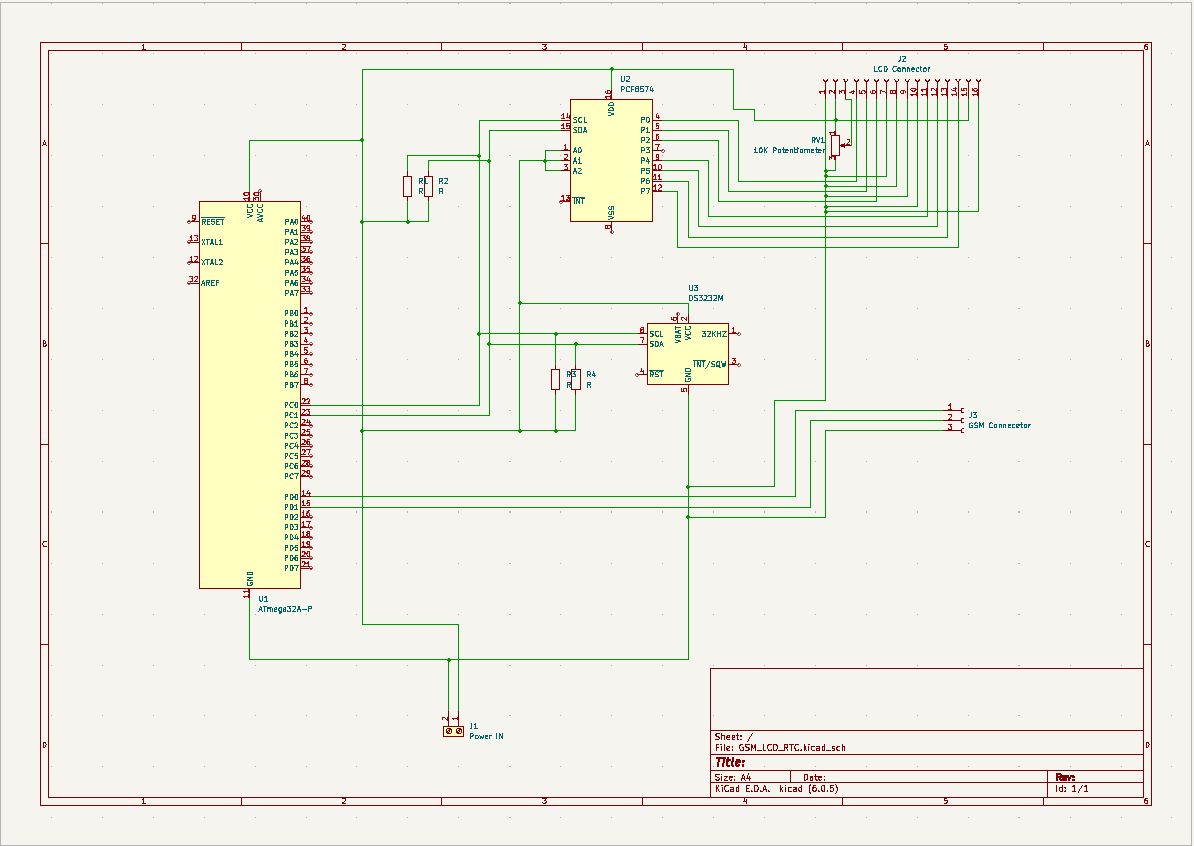 1 2 3 4 5 6
J2
LCD Connector
1 2 3 4 5 6 7 8 9 10 11 12 13 14 15 16
U2
PCF8574
16
VDD
14 SCL
15 SDA
1 A0
2 A1
3 A2
13 INT
P0 4
P1 5
P2 6
P3 7
P4 9
P5 10
P6 11
P7 12
VSS
8
RV1
10K Potentiometer
1
2
3
A
A
R1
R
R2
R
10
VCC
30
AVCC
9 RESET
13 XTAL1
12 XTAL2
32 AREF
PA0 40
PA1 39
PA2 38
PA3 37
PA4 36
PA5 35
PA6 34
PA7 33
PB0 1
PB1 2
PB2 3
PB3 4
PB4 5
PB5 6
PB6 7
PB7 8
PC0 22
PC1 23
PC2 24
PC3 25
PC4 26
PC5 27
PC6 28
PC7 29
PD0 14
PD1 15
PD2 16
PD3 17
PD4 18
PD5 19
PD6 20
PD7 21
GND
11
U1
ATmega32A-P
U3
DS3232M
6
VBAT
2
VCC
8 SCL
7 SDA
4 RST
32KHZ 1
INT/SQW 3
GND
5
B
B
R3
R
R4
R
1
2
3
J3
GSM Connecetor
C
C
2 1
J1
Power IN
D
D
Sheet: /
File: GSM_LCD_RTC.kicad_sch
Title:
Size: A4 Date: Rev:
KiCad E.D.A. kicad (6.0.5) Id: 1/1
1 2 3 4 5 6